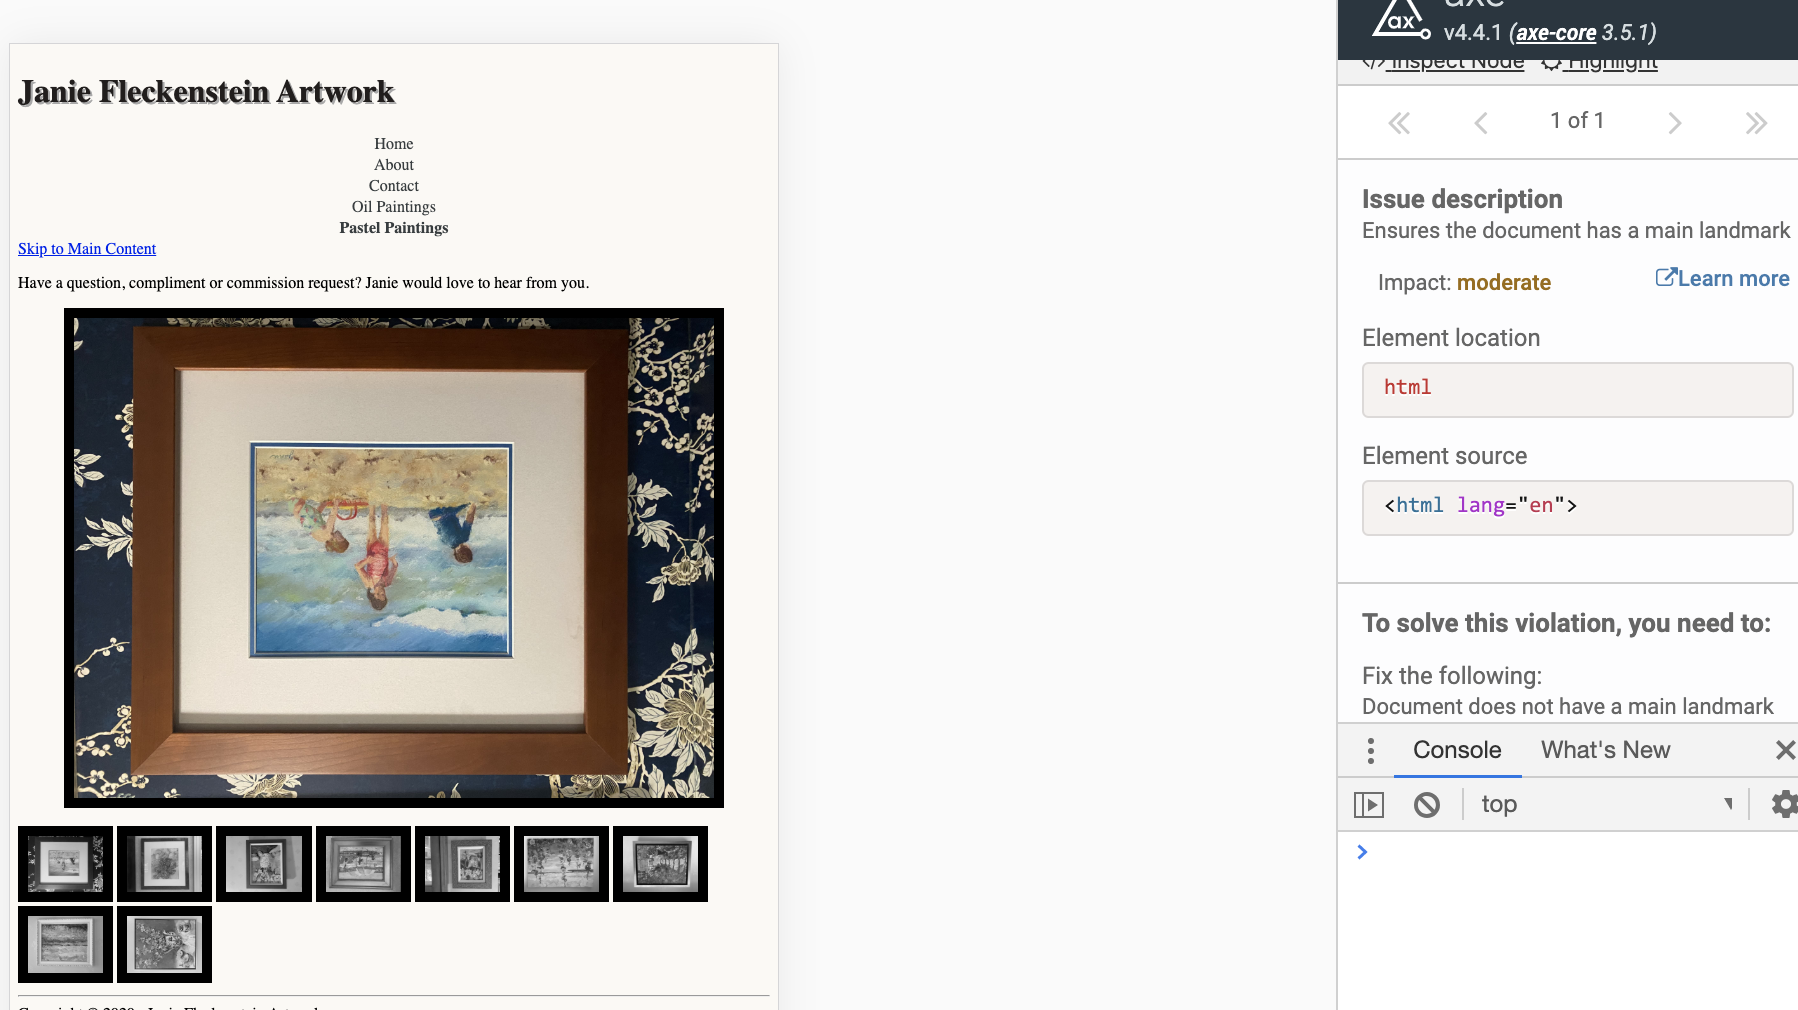 Janie Fleckenstein Artwork
Home
About
Contact
Oil Paintings
Pastel Paintings
Skip to Main Content
Have a question, compliment or commission request? Janie would love to hear from you.
axe
ax
v4.4.1 (axe-core 3.5.1)
</> Inspect Node Highlight
1 of 1
Issue description
Ensures the document has a main landmark
Impact: moderate
Learn more
Element location
html
Element source
<html lang="en">
To solve this violation, you need to:
Fix the following:
Document does not have a main landmark
Console What's New
top